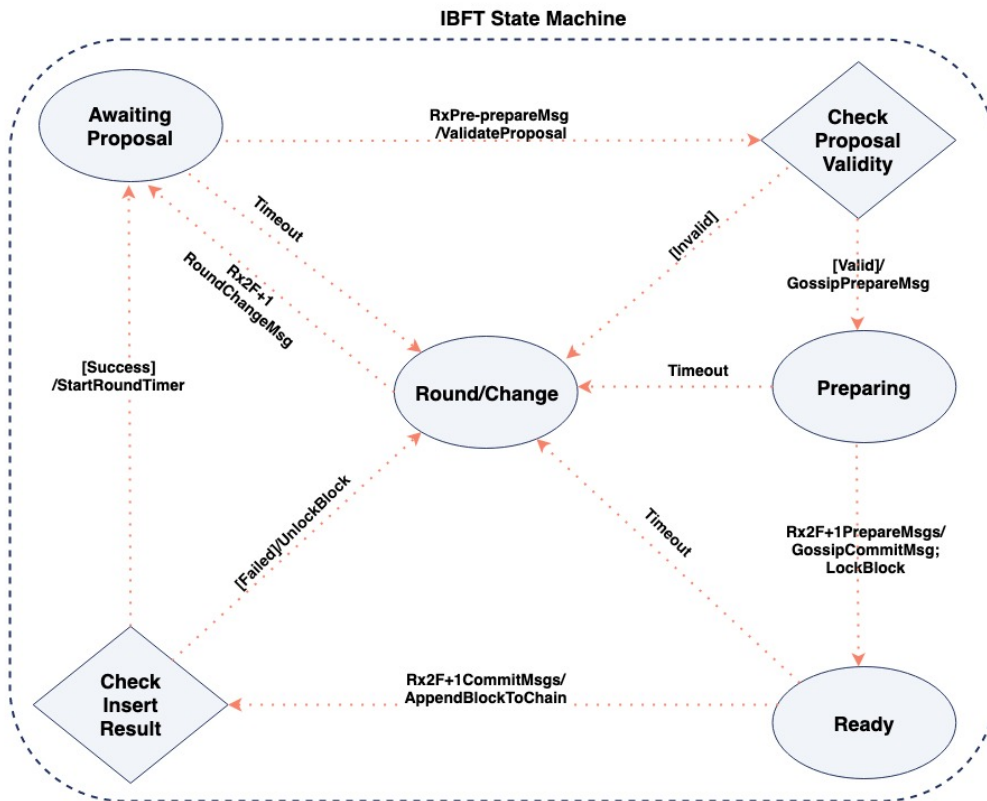 IBFT State Machine
Awaiting
Proposal
RxPre-prepareMsg
/ValidateProposal
Check
Proposal
Validity
Timeout
[Invalid]
Rx2F+1
RoundChangeMsg
[Valid]/
GossipPrepareMsg
[Success]
/StartRoundTimer
Round/Change
Timeout
Preparing
[Failed]/UnlockBlock
Timeout
Rx2F+1PrepareMsgs/
GossipCommitMsg;
LockBlock
Check
Insert
Result
Rx2F+1CommitMsgs/
AppendBlockToChain
Ready